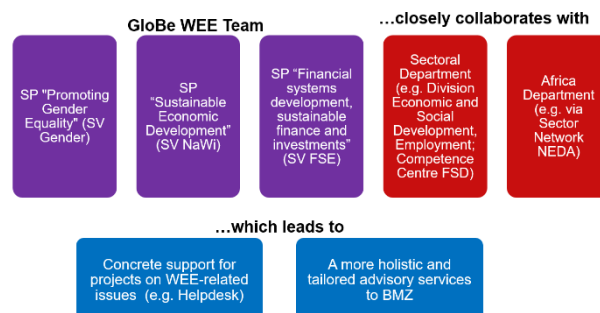 GloBe WEE Team
…closely collaborates with
SP "Promoting
Gender
Equality" (SV
Gender)
SP
“Sustainable
Economic
Development”
(SV NaWi)
SP “Financial
systems
development,
sustainable
finance and
investments”
(SV FSE)
Sectoral
Department
(e.g. Division
Economic and
Social
Development,
Employment;
Competence
Centre FSD)
Africa
Department
(e.g. via
Sector
Network
NEDA)
…which leads to
Concrete support for
projects on WEE-related
issues  (e.g. Helpdesk)
A more holistic and
tailored advisory services
to BMZ